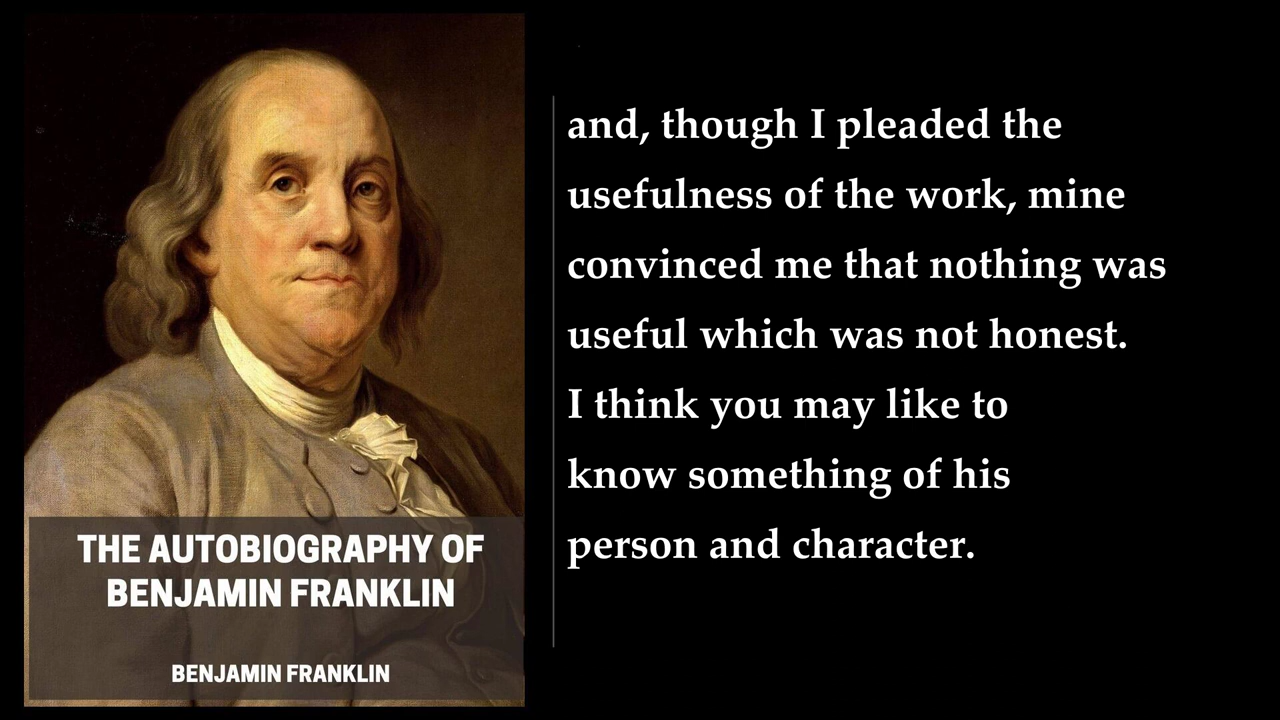 THE AUTOBIOGRAPHY OF
BENJAMIN FRANKLIN
BENJAMIN FRANKLIN
and, though I pleaded the
usefulness of the work, mine
convinced me that nothing was
useful which was not honest.
I think you may like to
know something of his
person and character.